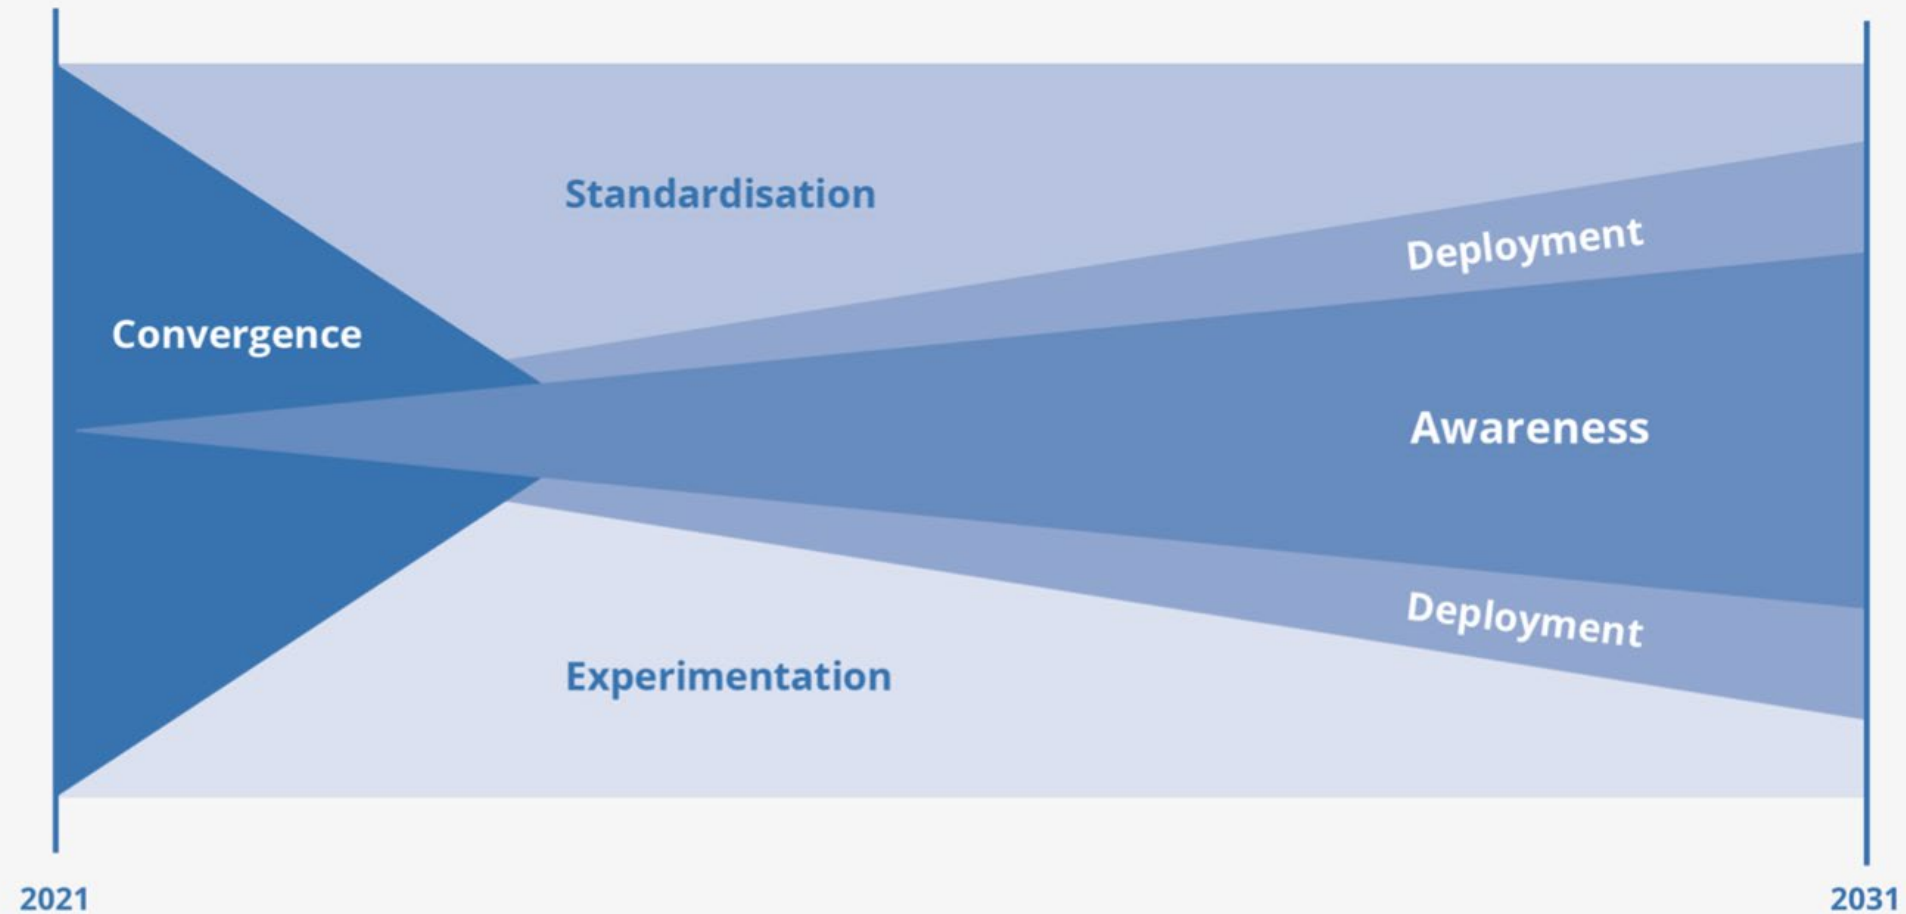 Standardisation
Deployment
Convergence
Awareness
Deployment
Experimentation
2021
2031